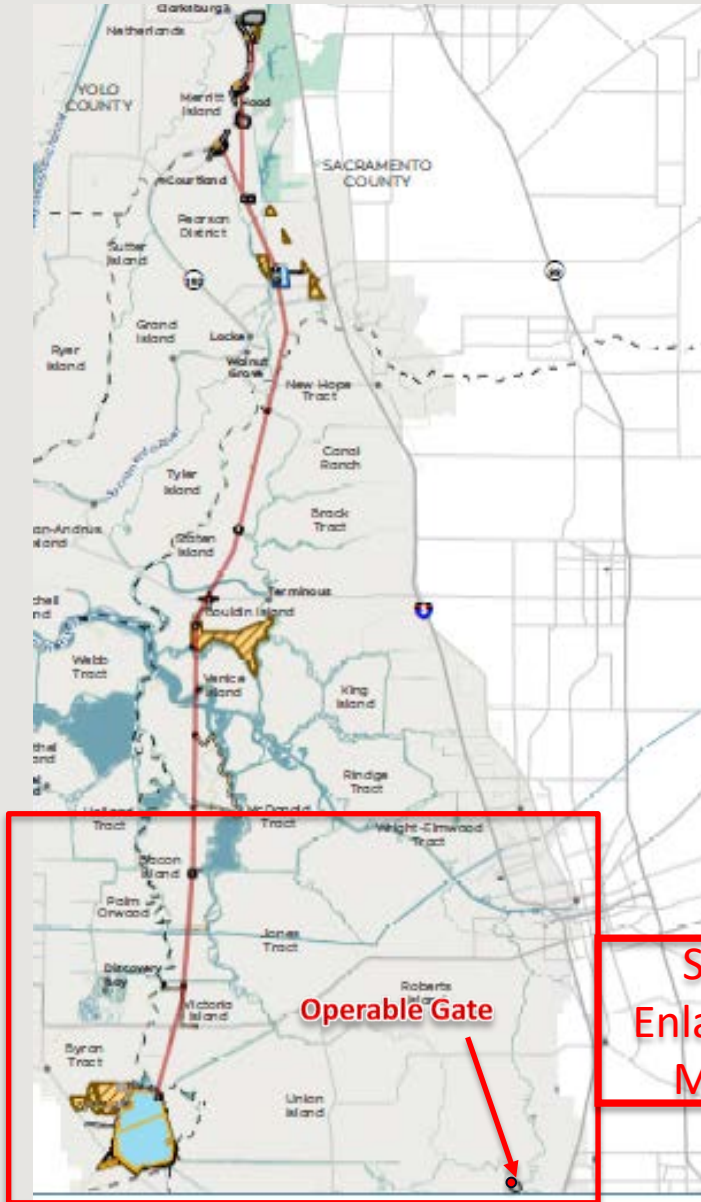 Clarksburg
Netherlands
YOLO
COUNTY
Merritt
Island
Hood
SACRAMENTO
COUNTY
Courtland
Pearson
District
Sutter
Island
Grand
Island
Locke
Walnut
Grove
Ryer
Island
New Hope
Tract
Canal
Ranch
Tyler
Island
Brack
Tract
Staten
Island
Terminous
Bouldin Island
Webb
Tract
Venice
Island
King
Island
Rindge
Tract
McDonald
Tract
Tract
Wright-Elmwood
Tract
Bacon
Island
Palm
Orwood
Jones
Tract
Discovery
Bay
Roberts
Island
Victoria
Island
Operable Gate
Byron
Tract
Union
Island
S
Enla
M